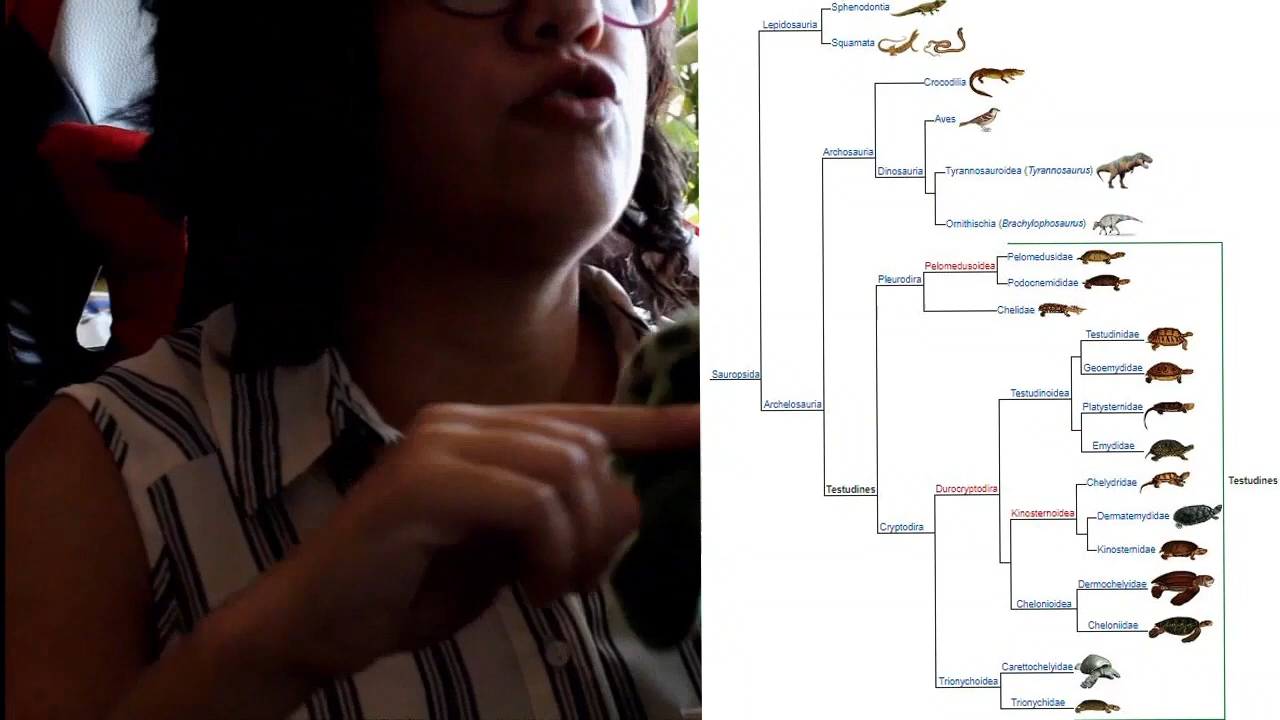 Sphenodontia
Lepidosauria
Squamata
Crocodilia
Aves
Archosauria
Dinosauria
Tyrannosauroidea (Tyrannosaurus)
Ornithischia (Brachylophosaurus)
Pelomedusidae
Pelomedusoidea
Pleurodira
Podocnemididae
Chelidae
Testudinidae
Geoemydidae
Sauropsida
Testudinoidea
Archelosauria
Platysternidae
Emydidae
Chelydridae
Testudines
Testudines
Durocryptodira
Kinosternoidea
Dermatemydidae
Cryptodira
Kinosternidae
Dermochelyidae
Chelonioidea
Cheloniidae
Carettochelyidae
Trionychoidea
Trionychidae